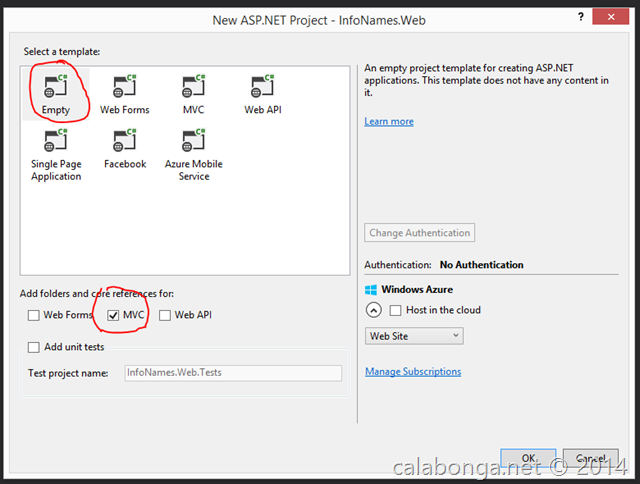 New ASP.NET Project - InfoNames.Web
?
Select a template:
C#
Empty
C#
Web Forms
C#
MVC
C#
Web API
C#
Single Page
Application
C#
Facebook
C#
Azure Mobile
Service
Add folders and core references for:
Web Forms
MVC
Web API
Add unit tests
Test project name:
InfoNames.Web.Tests
An empty project template for creating ASP.NET
applications. This template does not have any content in
it.
Learn more
Change Authentication
Authentication: No Authentication
Windows Azure
Host in the cloud
Web Site
Manage Subscriptions
OK
Cancel
calabonga.net © 2014